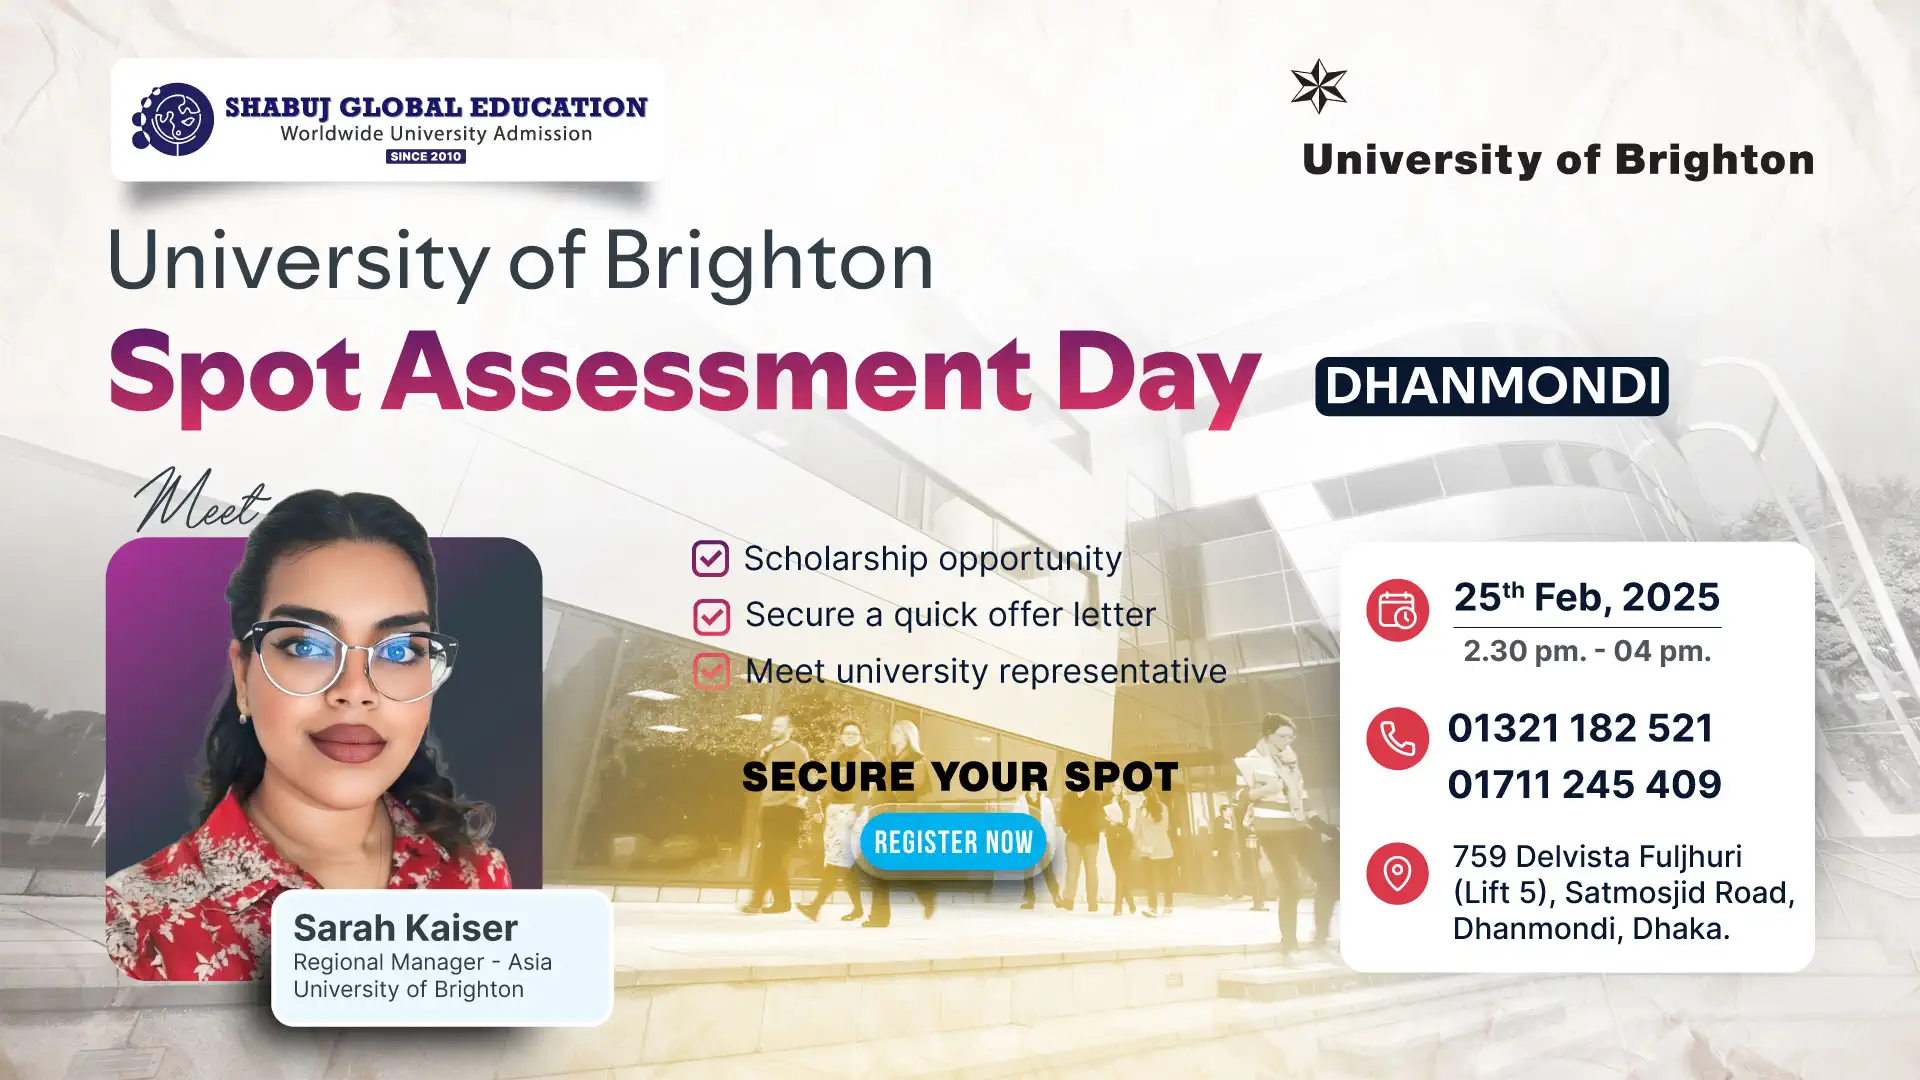 SHABUJ GLOBAL EDUCATION
Worldwide University Admission
SINCE 2010
University of Brighton
University of Brighton
Spot Assessment Day
DHANMONDI
Meet
Sarah Kaiser
Regional Manager - Asia
University of Brighton
Scholarship opportunity
Secure a quick offer letter
Meet university representative
SECURE YOUR SPOT
REGISTER NOW
25th Feb, 2025
2.30 pm. - 04 pm.
01321 182 521
01711 245 409
759 Delvista Fuljhuri
(Lift 5), Satmosjid Road,
Dhanmondi, Dhaka.